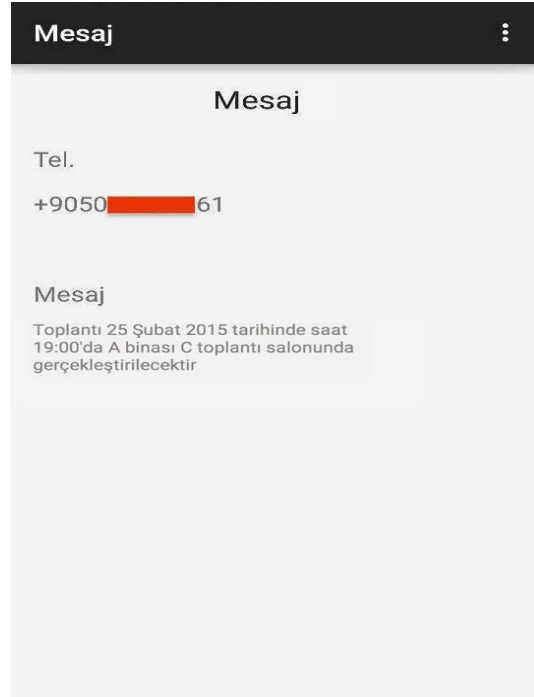 Mesaj
Mesaj
Tel.
+9050 61
Mesaj
Toplantı 25 Şubat 2015 tarihinde saat
19:00'da A binası C toplantı salonunda
gerçekleştirilecektir